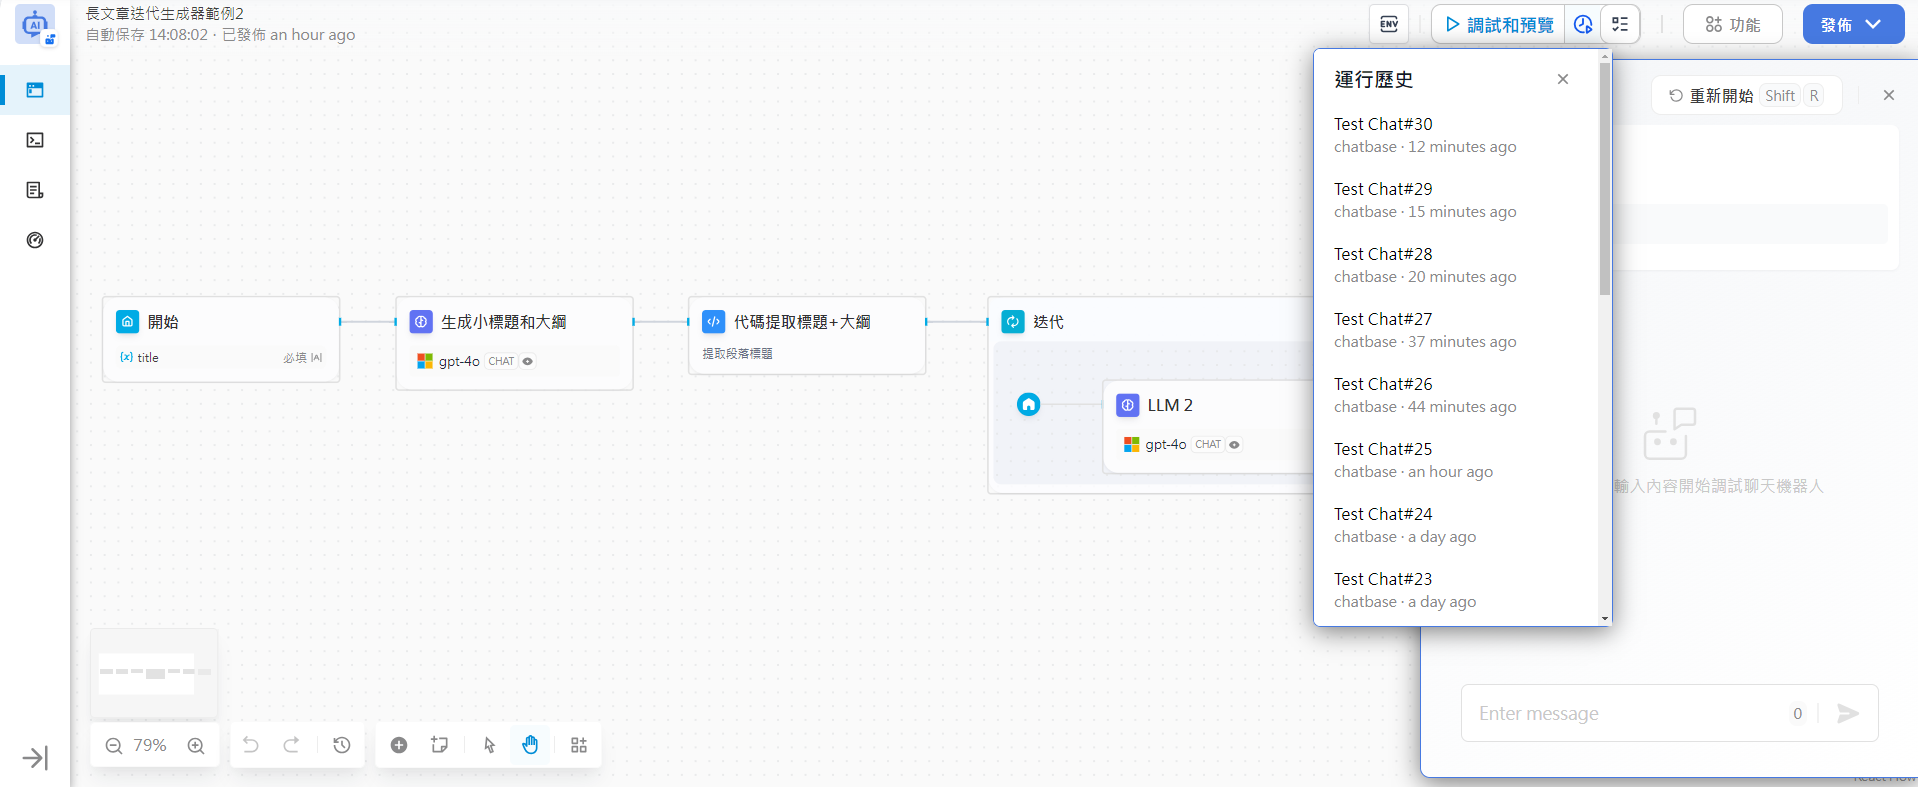 長文章迭代生成器範例2
自動保存 14:08:02 · 已發佈 an hour ago
ENV
調試和預覽
功能
發佈
運行歷史
Test Chat#30
chatbase · 12 minutes ago
Test Chat#29
chatbase · 15 minutes ago
Test Chat#28
chatbase · 20 minutes ago
Test Chat#27
chatbase · 37 minutes ago
Test Chat#26
chatbase · 44 minutes ago
Test Chat#25
chatbase · an hour ago
Test Chat#24
chatbase · a day ago
Test Chat#23
chatbase · a day ago
重新開始 Shift R
開始
{x} title 必填
生成小標題和大綱
gpt-4o CHAT
代碼提取標題+大綱
提取段落標題
迭代
LLM 2
gpt-4o CHAT
輸入內容開始調試聊天機器人
Enter message 0
79%
React Flow